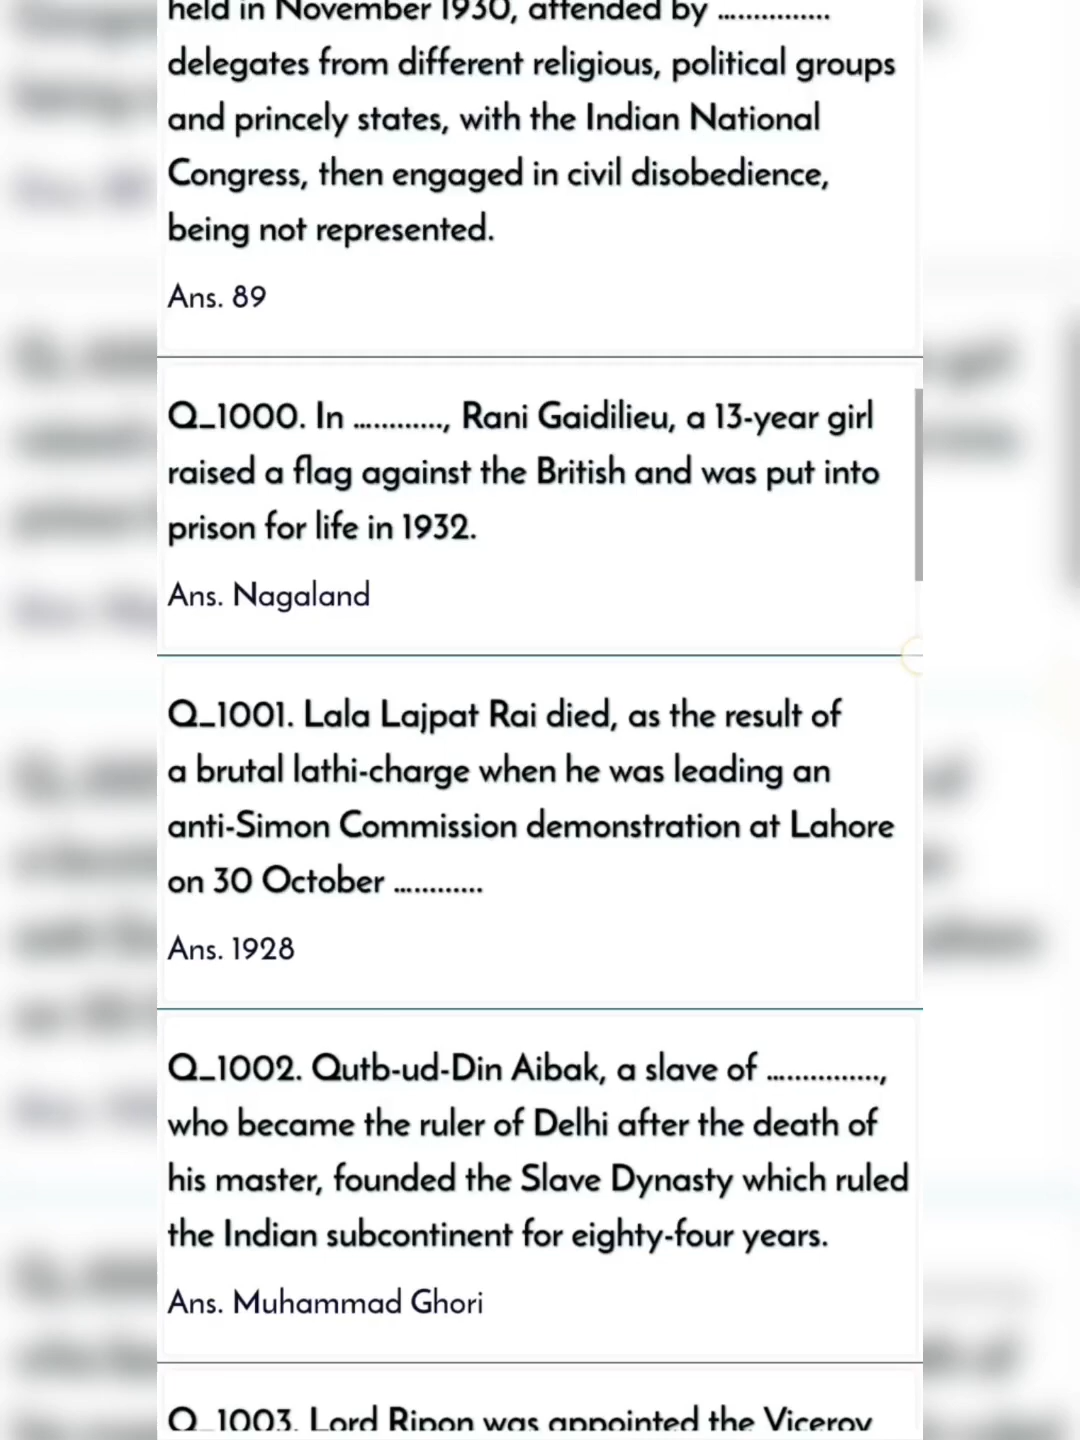 held in November 1930, attended by ...............
delegates from different religious, political groups
and princely states, with the Indian National
Congress, then engaged in civil disobedience,
being not represented.
Ans. 89
Q_1000. In ............, Rani Gaidilieu, a 13-year girl
raised a flag against the British and was put into
prison for life in 1932.
Ans. Nagaland
Q_1001. Lala Lajpat Rai died, as the result of
a brutal lathi-charge when he was leading an
anti-Simon Commission demonstration at Lahore
on 30 October ............
Ans. 1928
Q_1002. Qutb-ud-Din Aibak, a slave of ...............,
who became the ruler of Delhi after the death of
his master, founded the Slave Dynasty which ruled
the Indian subcontinent for eighty-four years.
Ans. Muhammad Ghori
Q_1003. Lord Ripon was appointed the Viceroy